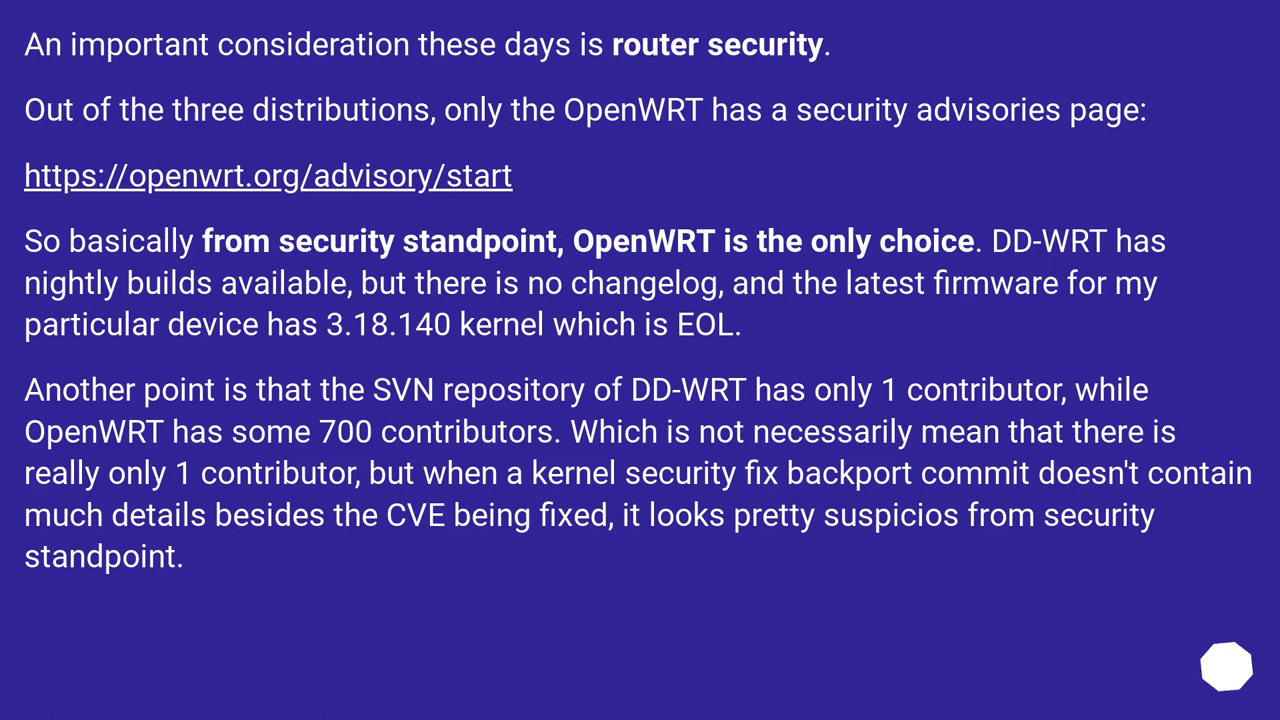 An important consideration these days is router security.
Out of the three distributions, only the OpenWRT has a security advisories page:
https://openwrt.org/advisory/start
So basically from security standpoint, OpenWRT is the only choice. DD-WRT has
nightly builds available, but there is no changelog, and the latest firmware for my
particular device has 3.18.140 kernel which is EOL.
Another point is that the SVN repository of DD-WRT has only 1 contributor, while
OpenWRT has some 700 contributors. Which is not necessarily mean that there is
really only 1 contributor, but when a kernel security fix backport commit doesn't contain
much details besides the CVE being fixed, it looks pretty suspicios from security
standpoint.